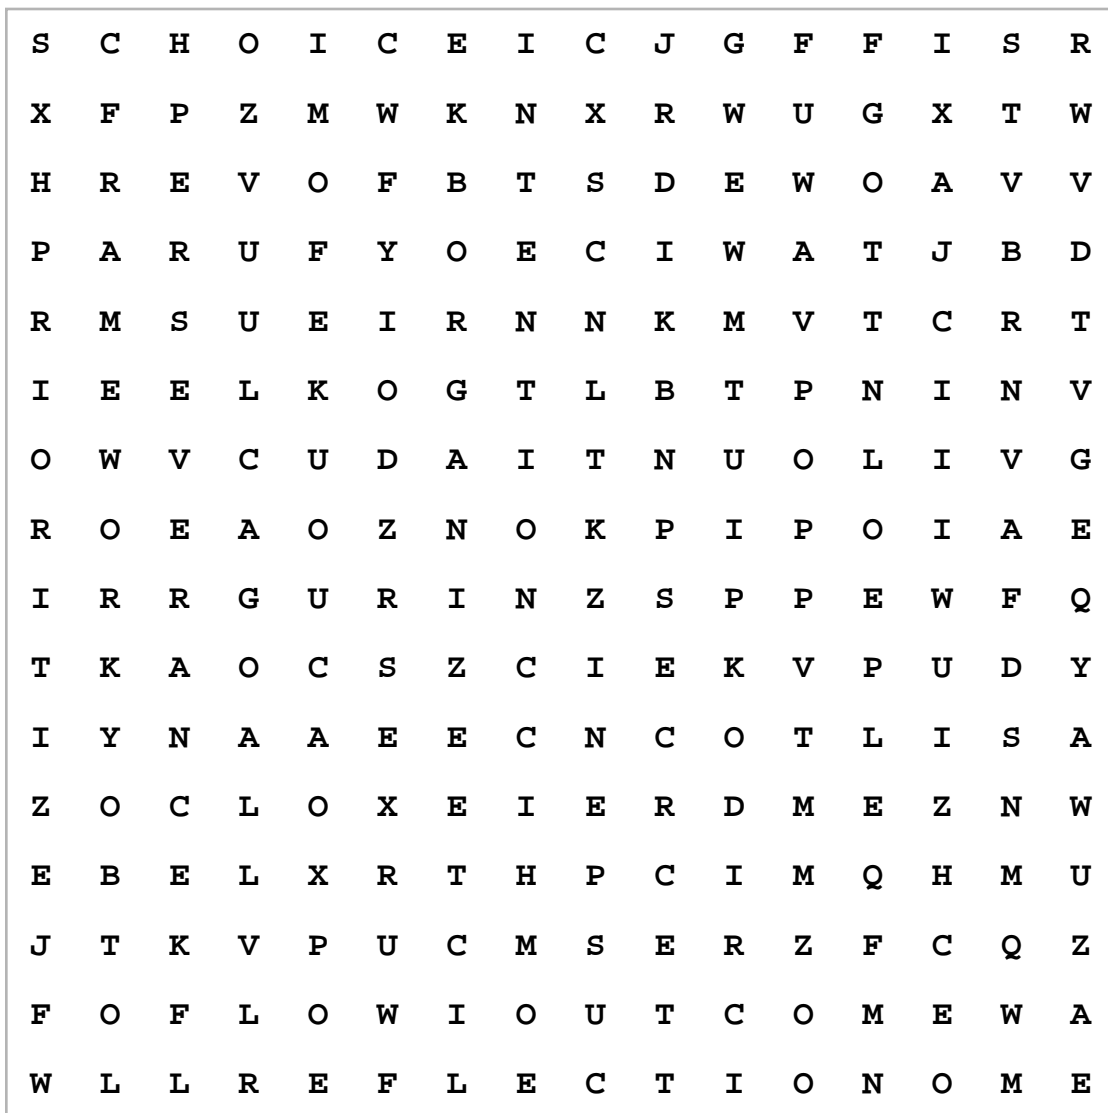 S C H O I C E I C J G F F I S R
X F P Z M W K N X R W U G X T W
H R E V O F B T S D E W O A V V
P A R U F Y O E C I W A T J B D
R M S U E I R N N K M V T C R T
I E E L K O G T L B T P N I N V
O W V C U D A I T N U O L I V G
R O E A O Z N O K P I P O I A E
I R R G U R I N Z S P P E W F Q
T K A O C S Z C I E K V P U D Y
I Y N A A E E C N C O T L I S A
Z O C L O X E I E R D M E Z N W
E B E L X R T H P C I M Q H M U
J T K V P U C M S E R Z F C Q Z
F O F L O W I O U T C O M E W A
W L L R E F L E C T I O N O M E